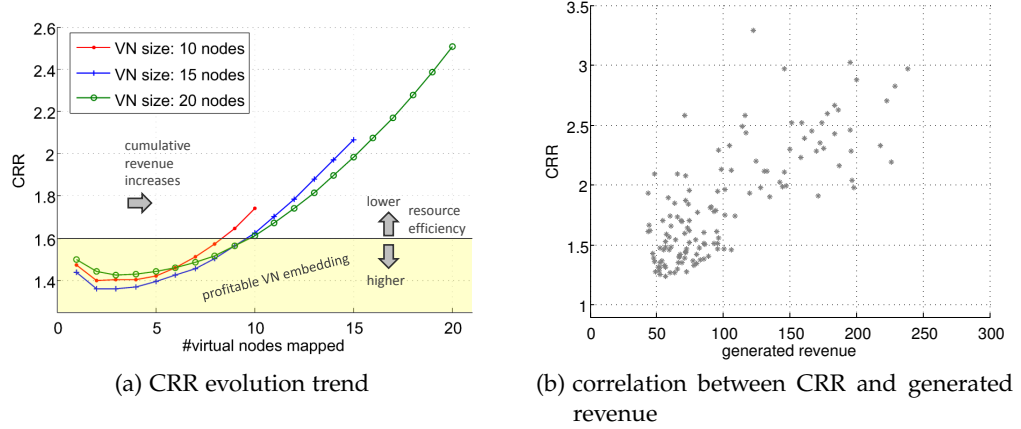 2.6
2.4
2.2
2
1.8
1.6
1.4
CRR
VN size: 10 nodes
VN size: 15 nodes
VN size: 20 nodes
cumulative
revenue
increases
lower
resource
efficiency
higher
profitable VN embedding
0 5 10 15 20
#virtual nodes mapped
(a) CRR evolution trend
3.5
3
2.5
2
1.5
1
CRR
0 50 100 150 200 250 300
generated revenue
(b) correlation between CRR and generated
revenue